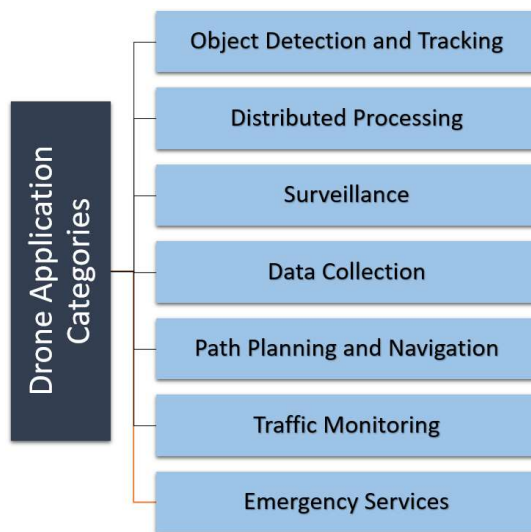 Drone Application
Categories
Object Detection and Tracking
Distributed Processing
Surveillance
Data Collection
Path Planning and Navigation
Traffic Monitoring
Emergency Services